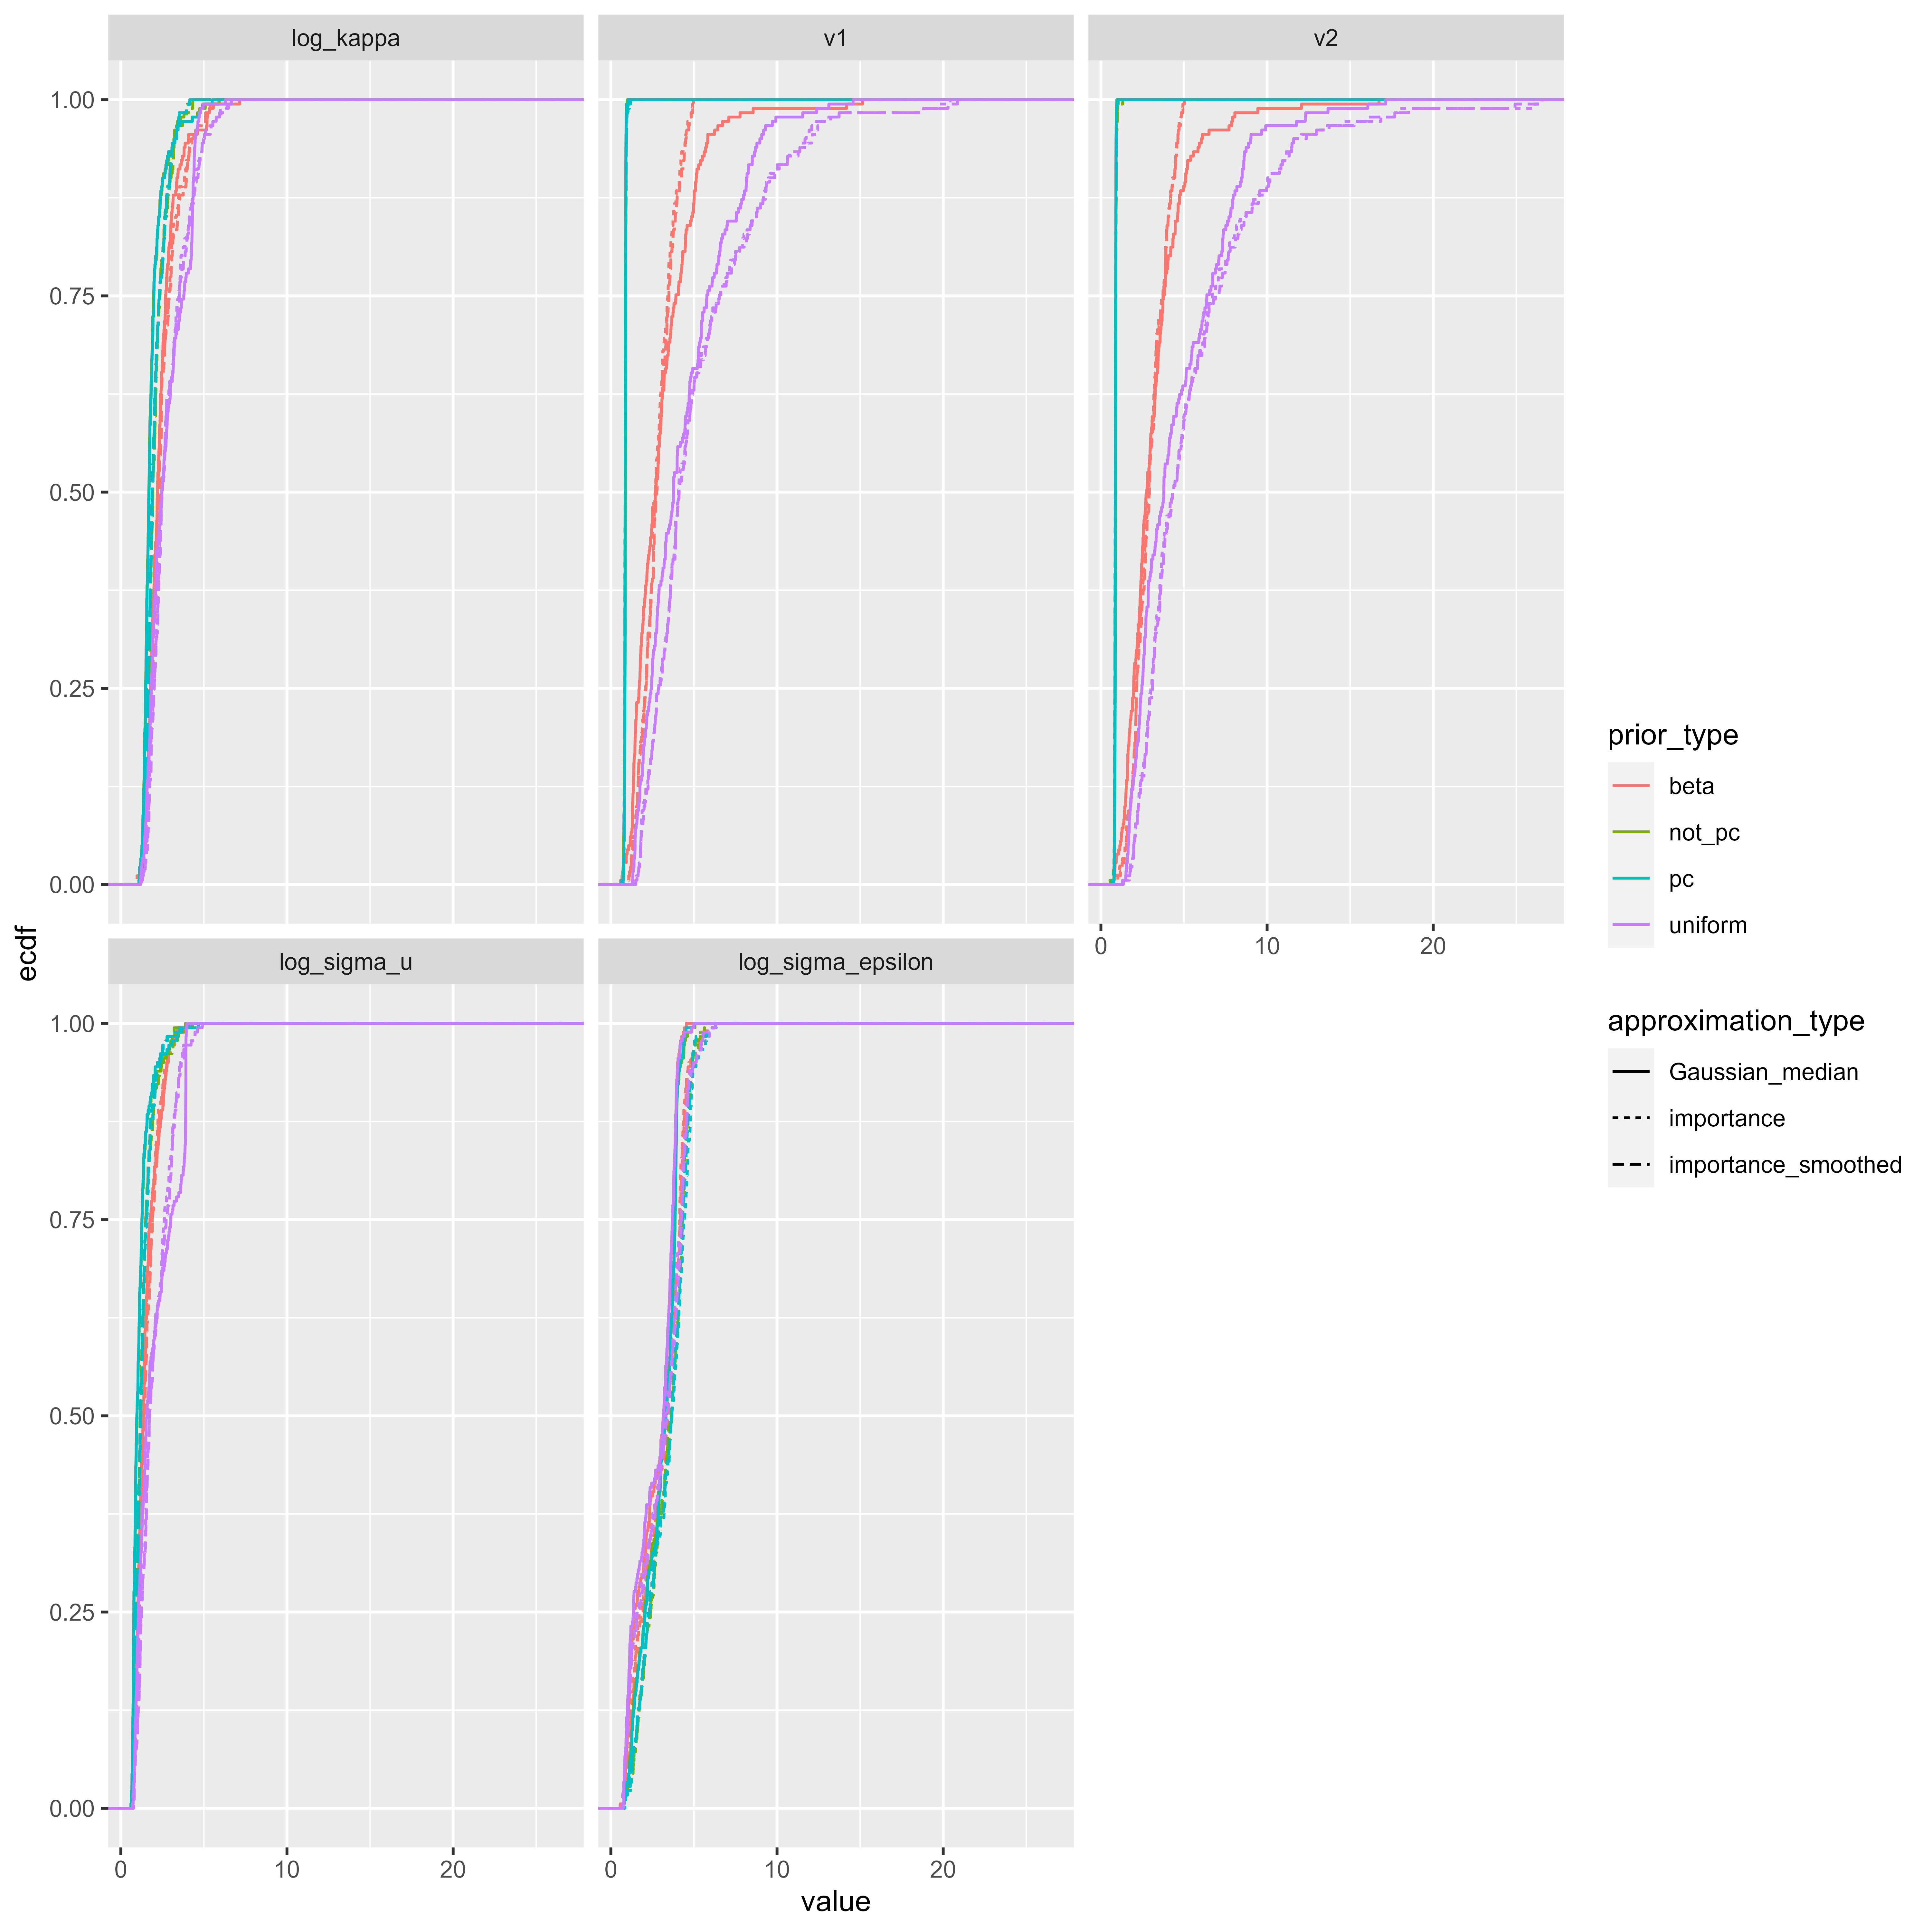 log_kappa
v1
v2
1.00
0.75
0.50
0.25
0.00
0
10
20
ecdf
log_sigma_u
log_sigma_epsilon
1.00
0.75
0.50
0.25
0.00
0
10
20
0
10
20
value
prior_type
beta
not_pc
pc
uniform
approximation_type
Gaussian_median
importance
importance_smoothed